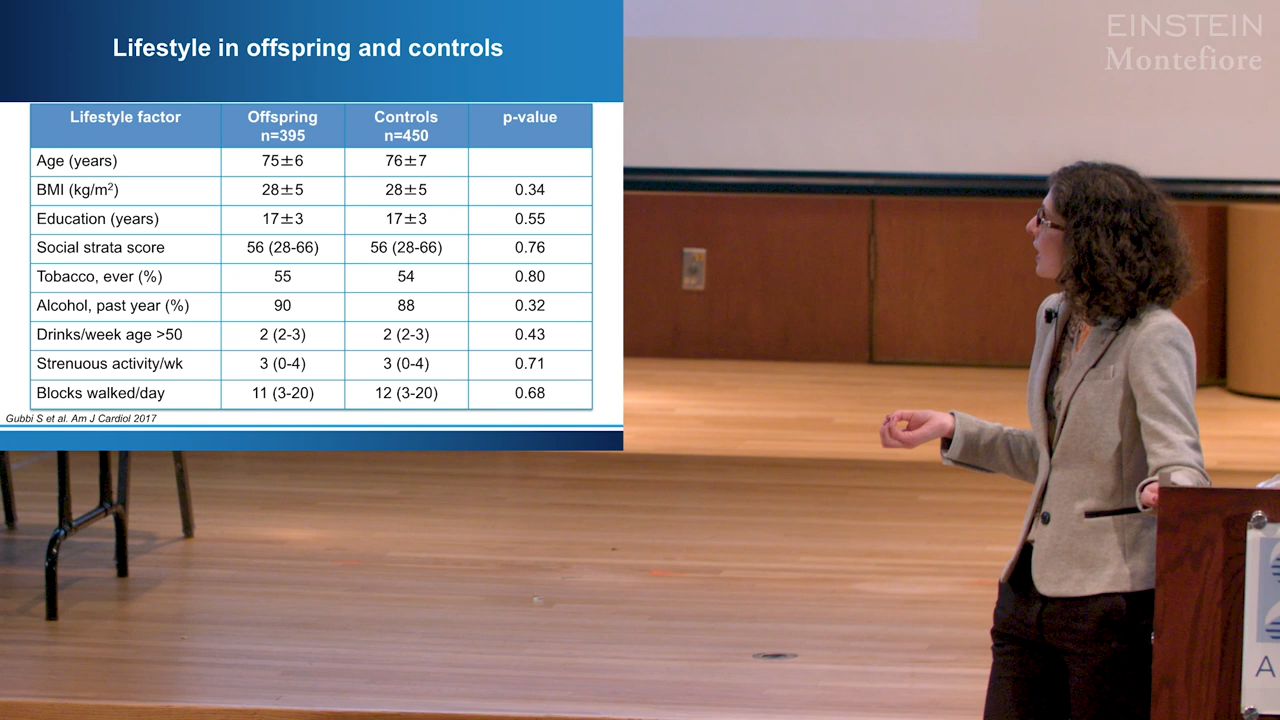 EINSTEIN
Montefiore
Lifestyle in offspring and controls
Lifestyle factor Offspring n=395 Controls n=450 p-value
Age (years) 75±6 76±7
BMI (kg/m²) 28±5 28±5 0.34
Education (years) 17±3 17±3 0.55
Social strata score 56 (28-66) 56 (28-66) 0.76
Tobacco, ever (%) 55 54 0.80
Alcohol, past year (%) 90 88 0.32
Drinks/week age >50 2 (2-3) 2 (2-3) 0.43
Strenuous activity/wk 3 (0-4) 3 (0-4) 0.71
Blocks walked/day 11 (3-20) 12 (3-20) 0.68
Gubbi S et al. Am J Cardiol 2017
A